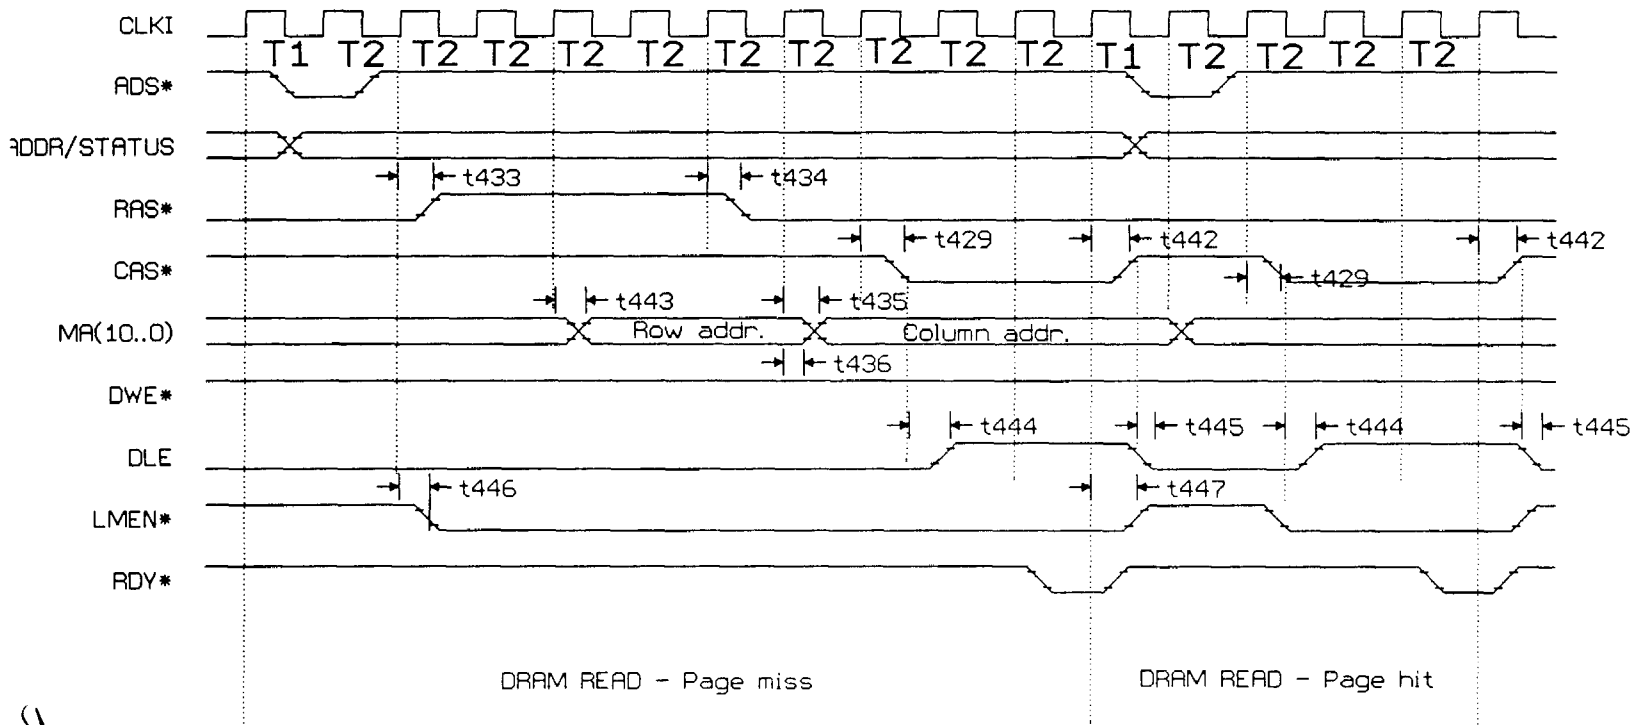 CLKI
T1 T2 T2 T2 T2 T2 T2 T2 T2 T2 T2 T1 T2 T2 T2 T2
ADS*
ADDR/STATUS
t433 t434
RAS*
t429 t442 t442
CAS*
t429
t443 t435
MA(10..0) Row addr. Column addr.
t436
DWE*
t444 t445 t444 t445
DLE
t446 t447
LMEN*
RDY*
DRAM READ - Page miss DRAM READ - Page hit